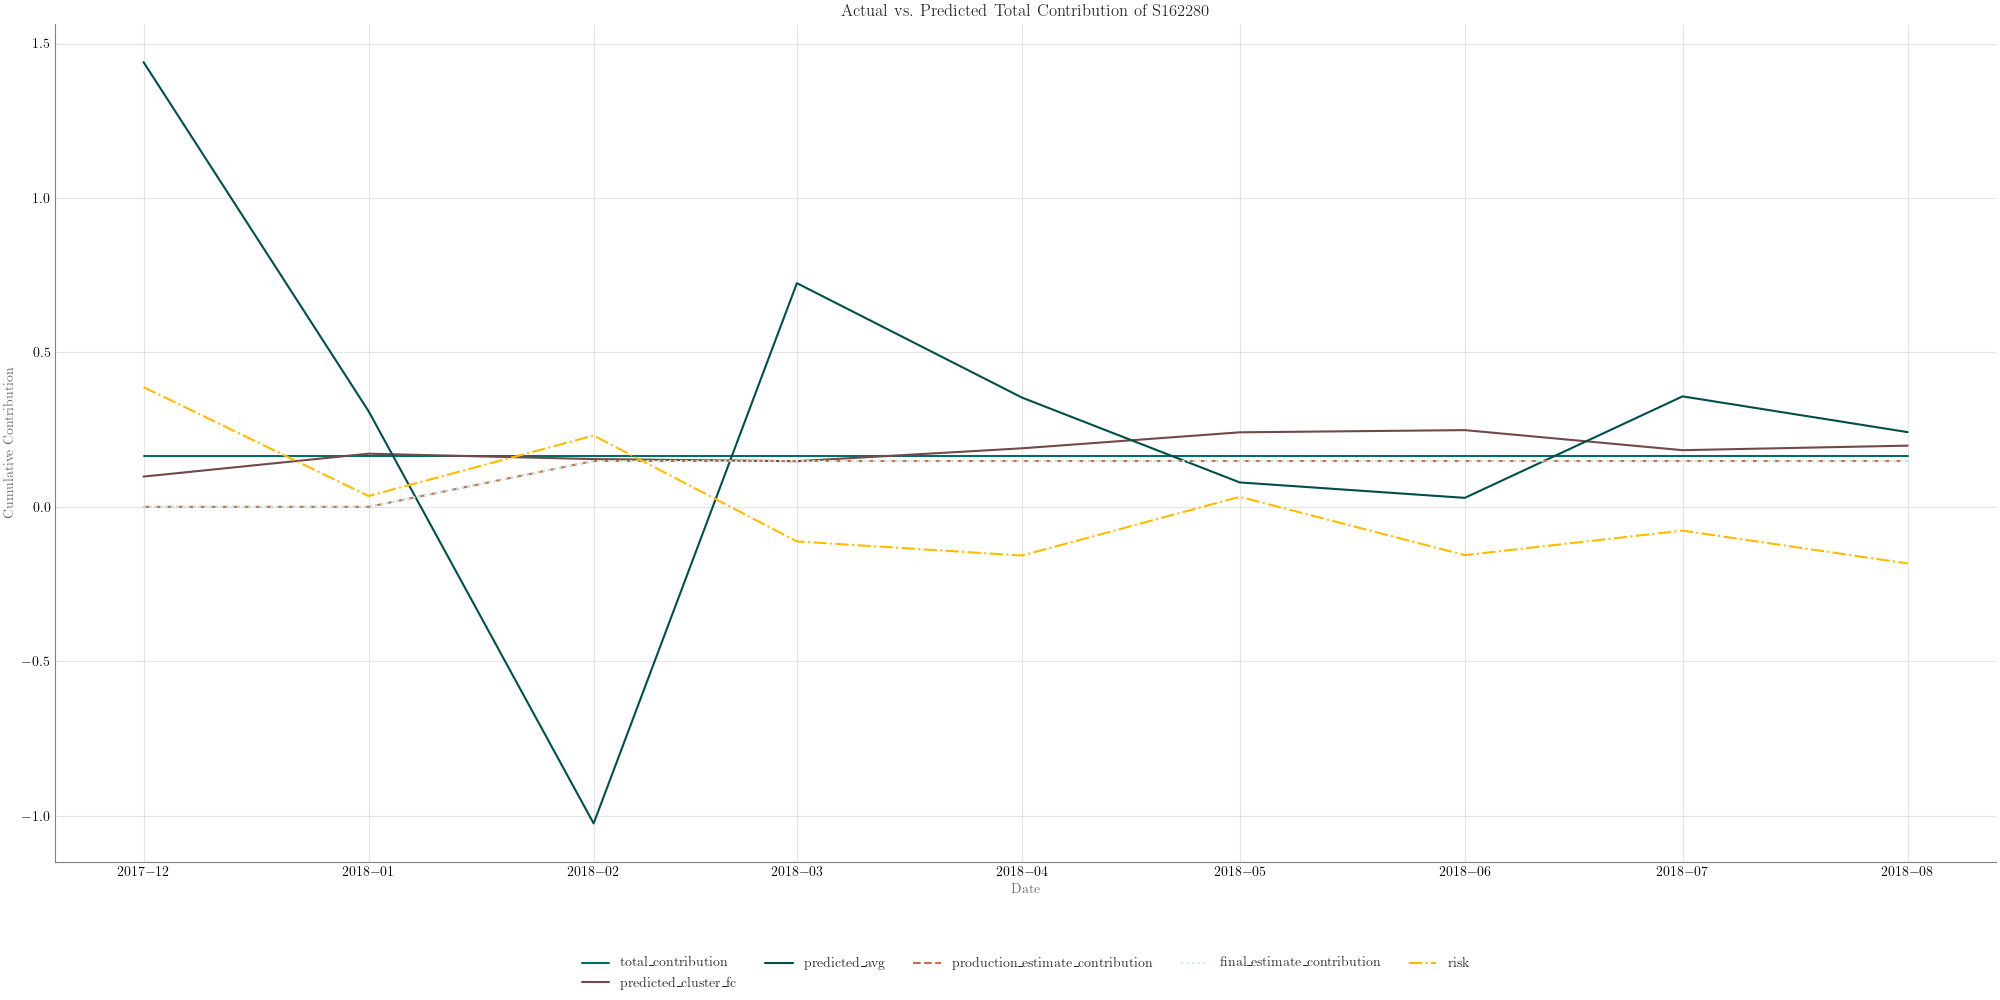 Actual vs. Predicted Total Contribution of S162280
1.5
1.0
0.5
0.0
−0.5
−1.0
Cumulative Contribution
2017−12 2018−01 2018−02 2018−03 2018−04 2018−05 2018−06 2018−07 2018−08
Date
total_contribution predicted_avg production_estimate_contribution final_estimate_contribution risk
predicted_cluster_fc